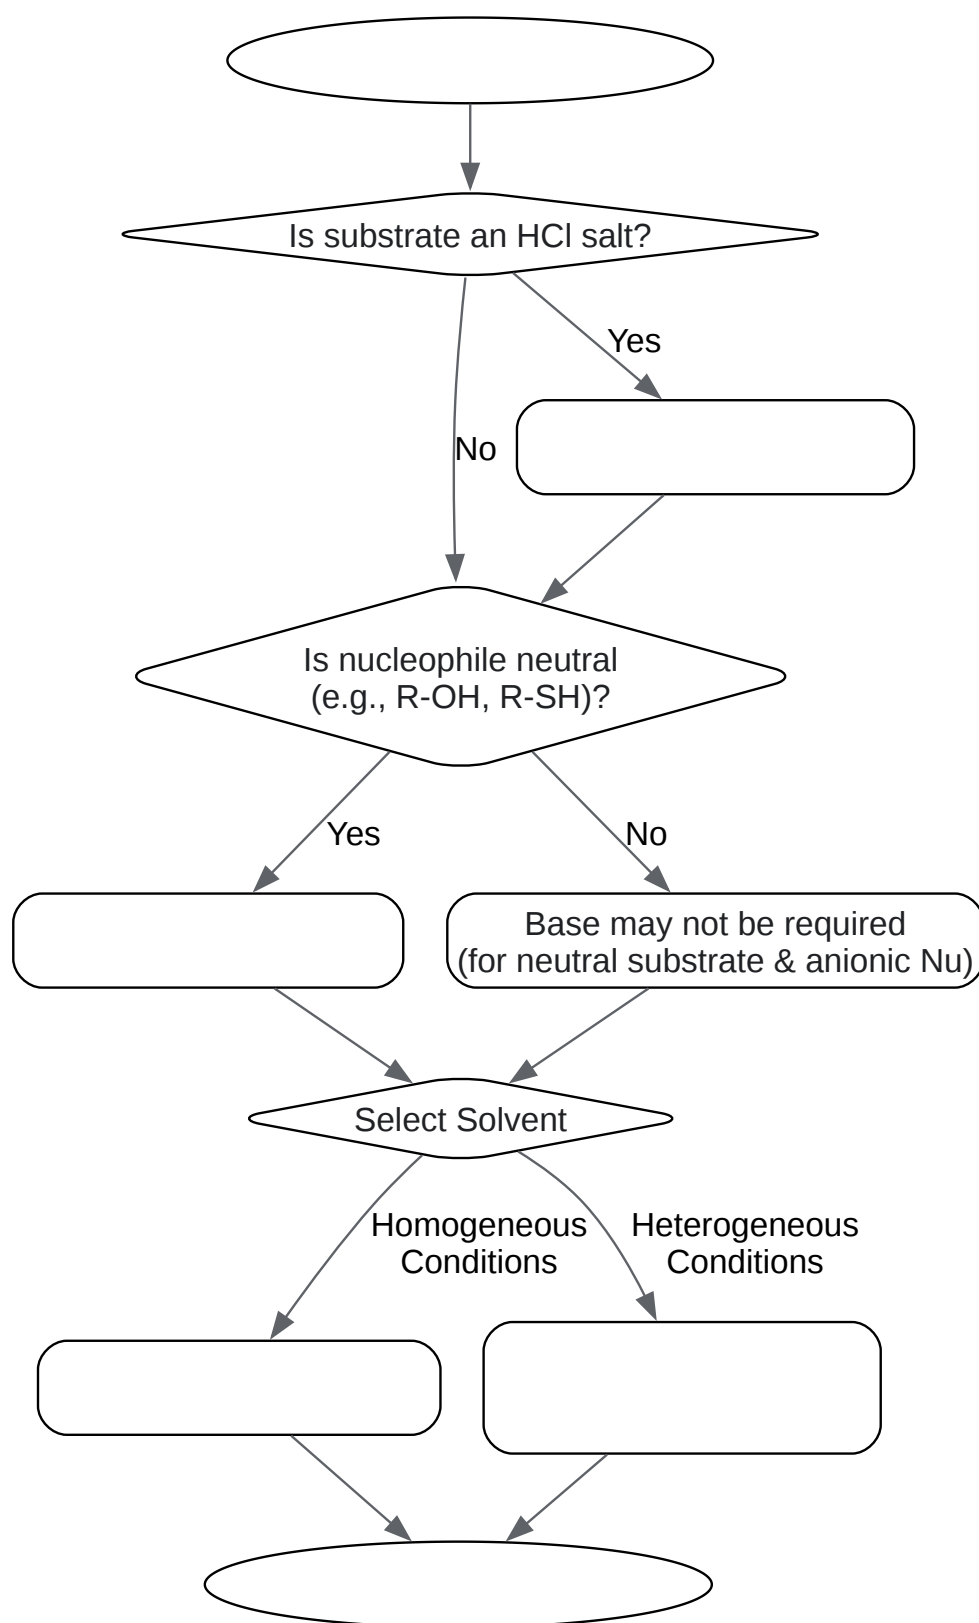 Is substrate an HCl salt?
Yes
No
Is nucleophile neutral
(e.g., R-OH, R-SH)?
Yes
No
Base may not be required
(for neutral substrate & anionic Nu)
Select Solvent
Homogeneous
Conditions
Heterogeneous
Conditions